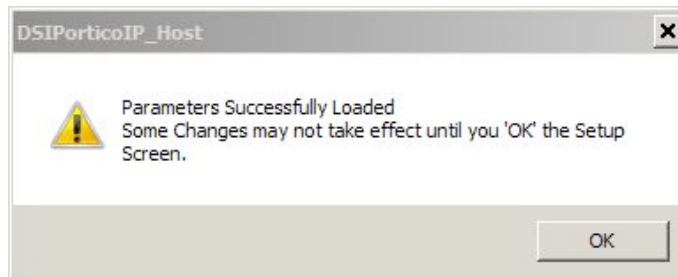 DSIPorticoIP_Host
Parameters Successfully Loaded
Some Changes may not take effect until you 'OK' the Setup
Screen.
OK